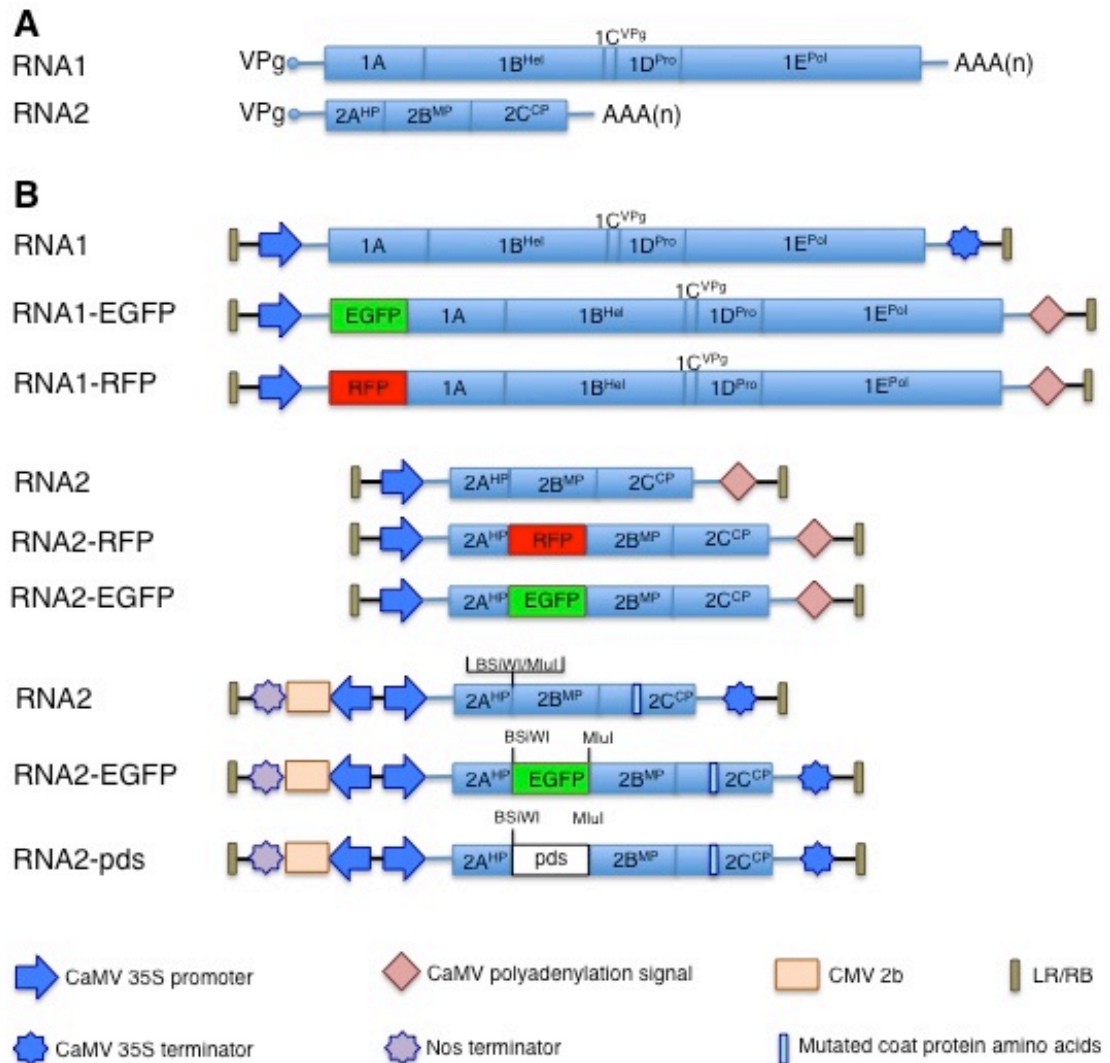 A
1C^VPg
RNA1 VPg 1A 1B^Hel 1D^Pro 1E^Pol AAA(n)
RNA2 VPg 2A^HP 2B^MP 2C^CP AAA(n)
B
1C^VPg
RNA1 1A 1B^Hel 1D^Pro 1E^Pol
1C^VPg
RNA1-EGFP EGFP 1A 1B^Hel 1D^Pro 1E^Pol
1C^VPg
RNA1-RFP RFP 1A 1B^Hel 1D^Pro 1E^Pol
RNA2 2A^HP 2B^MP 2C^CP
RNA2-RFP 2A^HP RFP 2B^MP 2C^CP
RNA2-EGFP 2A^HP EGFP 2B^MP 2C^CP
BSiWI/MluI
RNA2 2A^HP 2B^MP 2C^CP
BSiWI MluI
RNA2-EGFP 2A^HP EGFP 2B^MP 2C^CP
BSiWI MluI
RNA2-pds 2A^HP pds 2B^MP 2C^CP
CaMV 35S promoter CaMV polyadenylation signal CMV 2b LR/RB
CaMV 35S terminator Nos terminator Mutated coat protein amino acids